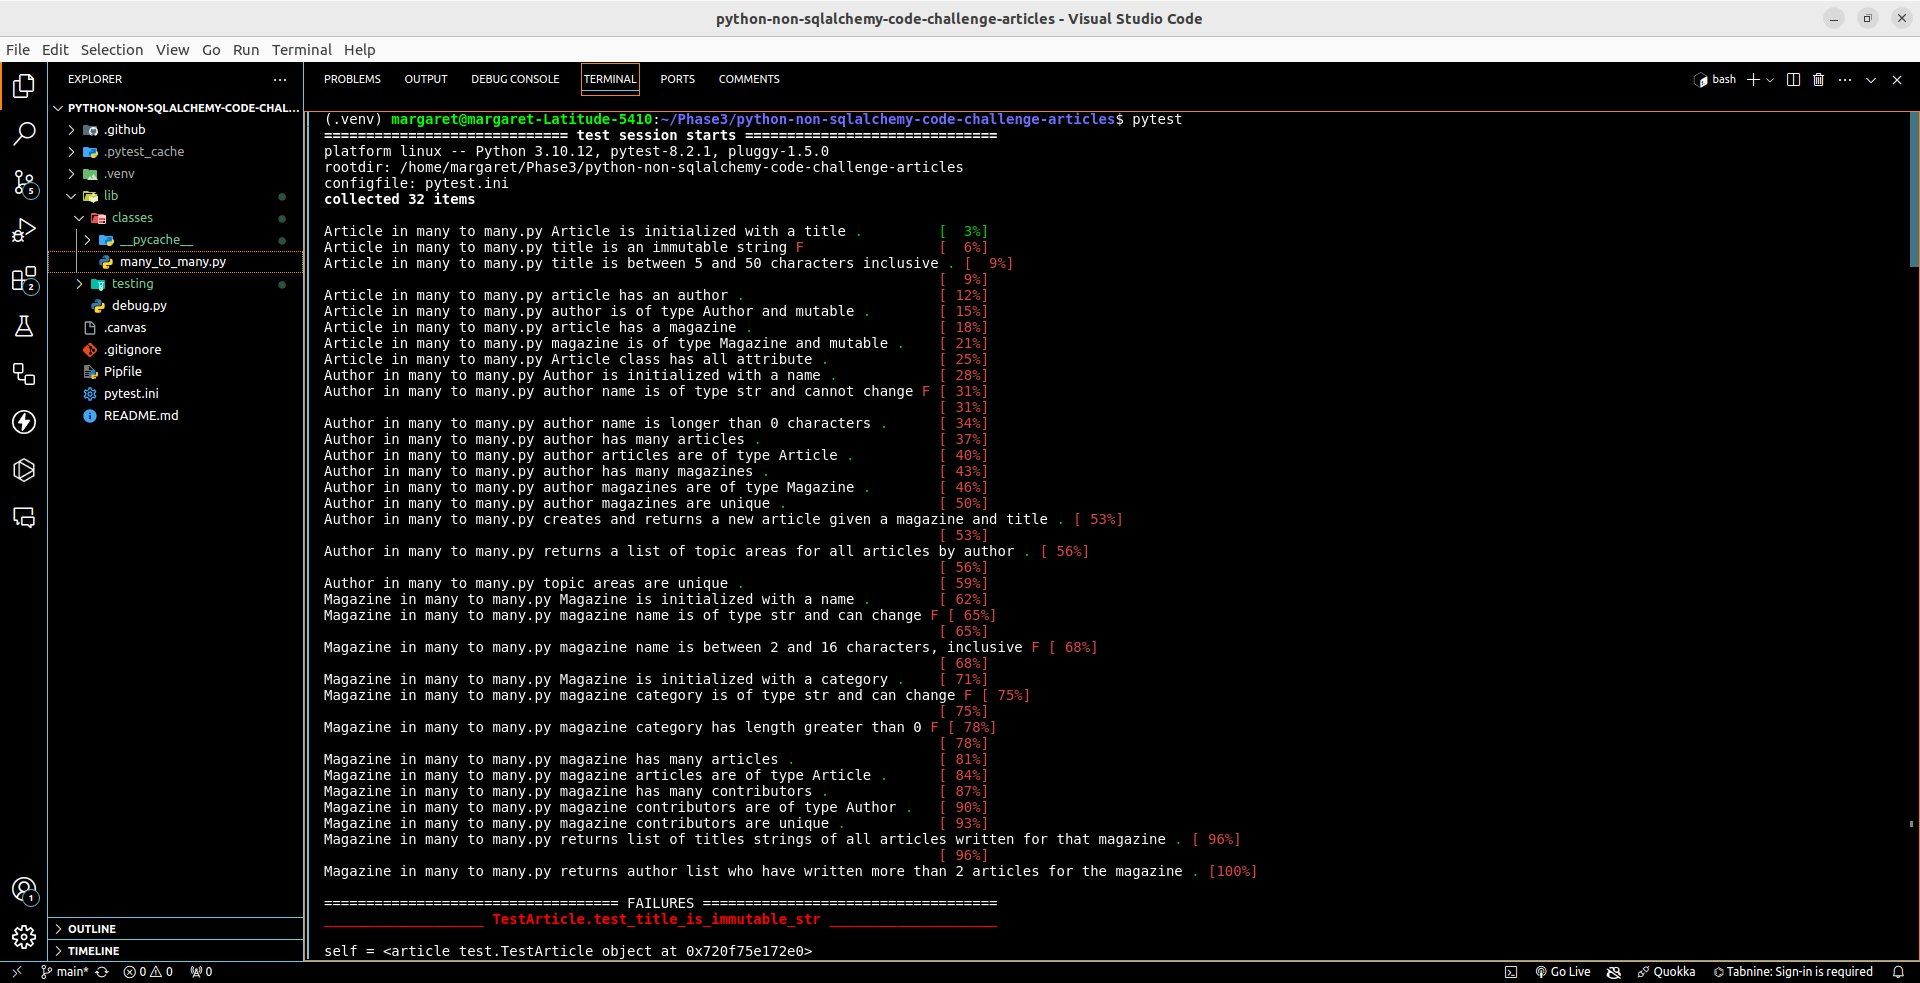 python-non-sqlalchemy-code-challenge-articles - Visual Studio Code
File Edit Selection View Go Run Terminal Help
EXPLORER
PROBLEMS OUTPUT DEBUG CONSOLE TERMINAL PORTS COMMENTS
bash
PYTHON-NON-SQLALCHEMY-CODE-CHAL...
.github
.pytest_cache
.venv
lib
classes
__pycache__
many_to_many.py
testing
debug.py
.canvas
.gitignore
Pipfile
pytest.ini
README.md
OUTLINE
TIMELINE
5
2
1
(.venv) margaret@margaret-Latitude-5410:~/Phase3/python-non-sqlalchemy-code-challenge-articles$ pytest
============================= test session starts ==============================
platform linux -- Python 3.10.12, pytest-8.2.1, pluggy-1.5.0
rootdir: /home/margaret/Phase3/python-non-sqlalchemy-code-challenge-articles
configfile: pytest.ini
collected 32 items
Article in many to many.py Article is initialized with a title . [  3%]
Article in many to many.py title is an immutable string F [  6%]
Article in many to many.py title is between 5 and 50 characters inclusive . [  9%]
[  9%]
Article in many to many.py article has an author . [ 12%]
Article in many to many.py author is of type Author and mutable . [ 15%]
Article in many to many.py article has a magazine . [ 18%]
Article in many to many.py magazine is of type Magazine and mutable . [ 21%]
Article in many to many.py Article class has all attribute . [ 25%]
Author in many to many.py Author is initialized with a name . [ 28%]
Author in many to many.py author name is of type str and cannot change F [ 31%]
[ 31%]
Author in many to many.py author name is longer than 0 characters . [ 34%]
Author in many to many.py author has many articles . [ 37%]
Author in many to many.py author articles are of type Article . [ 40%]
Author in many to many.py author has many magazines . [ 43%]
Author in many to many.py author magazines are of type Magazine . [ 46%]
Author in many to many.py author magazines are unique . [ 50%]
Author in many to many.py creates and returns a new article given a magazine and title . [ 53%]
[ 53%]
Author in many to many.py returns a list of topic areas for all articles by author . [ 56%]
[ 56%]
Author in many to many.py topic areas are unique . [ 59%]
Magazine in many to many.py Magazine is initialized with a name . [ 62%]
Magazine in many to many.py magazine name is of type str and can change F [ 65%]
[ 65%]
Magazine in many to many.py magazine name is between 2 and 16 characters, inclusive F [ 68%]
[ 68%]
Magazine in many to many.py Magazine is initialized with a category . [ 71%]
Magazine in many to many.py magazine category is of type str and can change F [ 75%]
[ 75%]
Magazine in many to many.py magazine category has length greater than 0 F [ 78%]
[ 78%]
Magazine in many to many.py magazine has many articles . [ 81%]
Magazine in many to many.py magazine articles are of type Article . [ 84%]
Magazine in many to many.py magazine has many contributors . [ 87%]
Magazine in many to many.py magazine contributors are of type Author . [ 90%]
Magazine in many to many.py magazine contributors are unique . [ 93%]
Magazine in many to many.py returns list of titles strings of all articles written for that magazine . [ 96%]
[ 96%]
Magazine in many to many.py returns author list who have written more than 2 articles for the magazine . [100%]
=================================== FAILURES ===================================
___________________ TestArticle.test_title_is_immutable_str ____________________
self = <article test.TestArticle object at 0x720f75e172e0>
main* 0 0 0
Go Live Quokka Tabnine: Sign-in is required